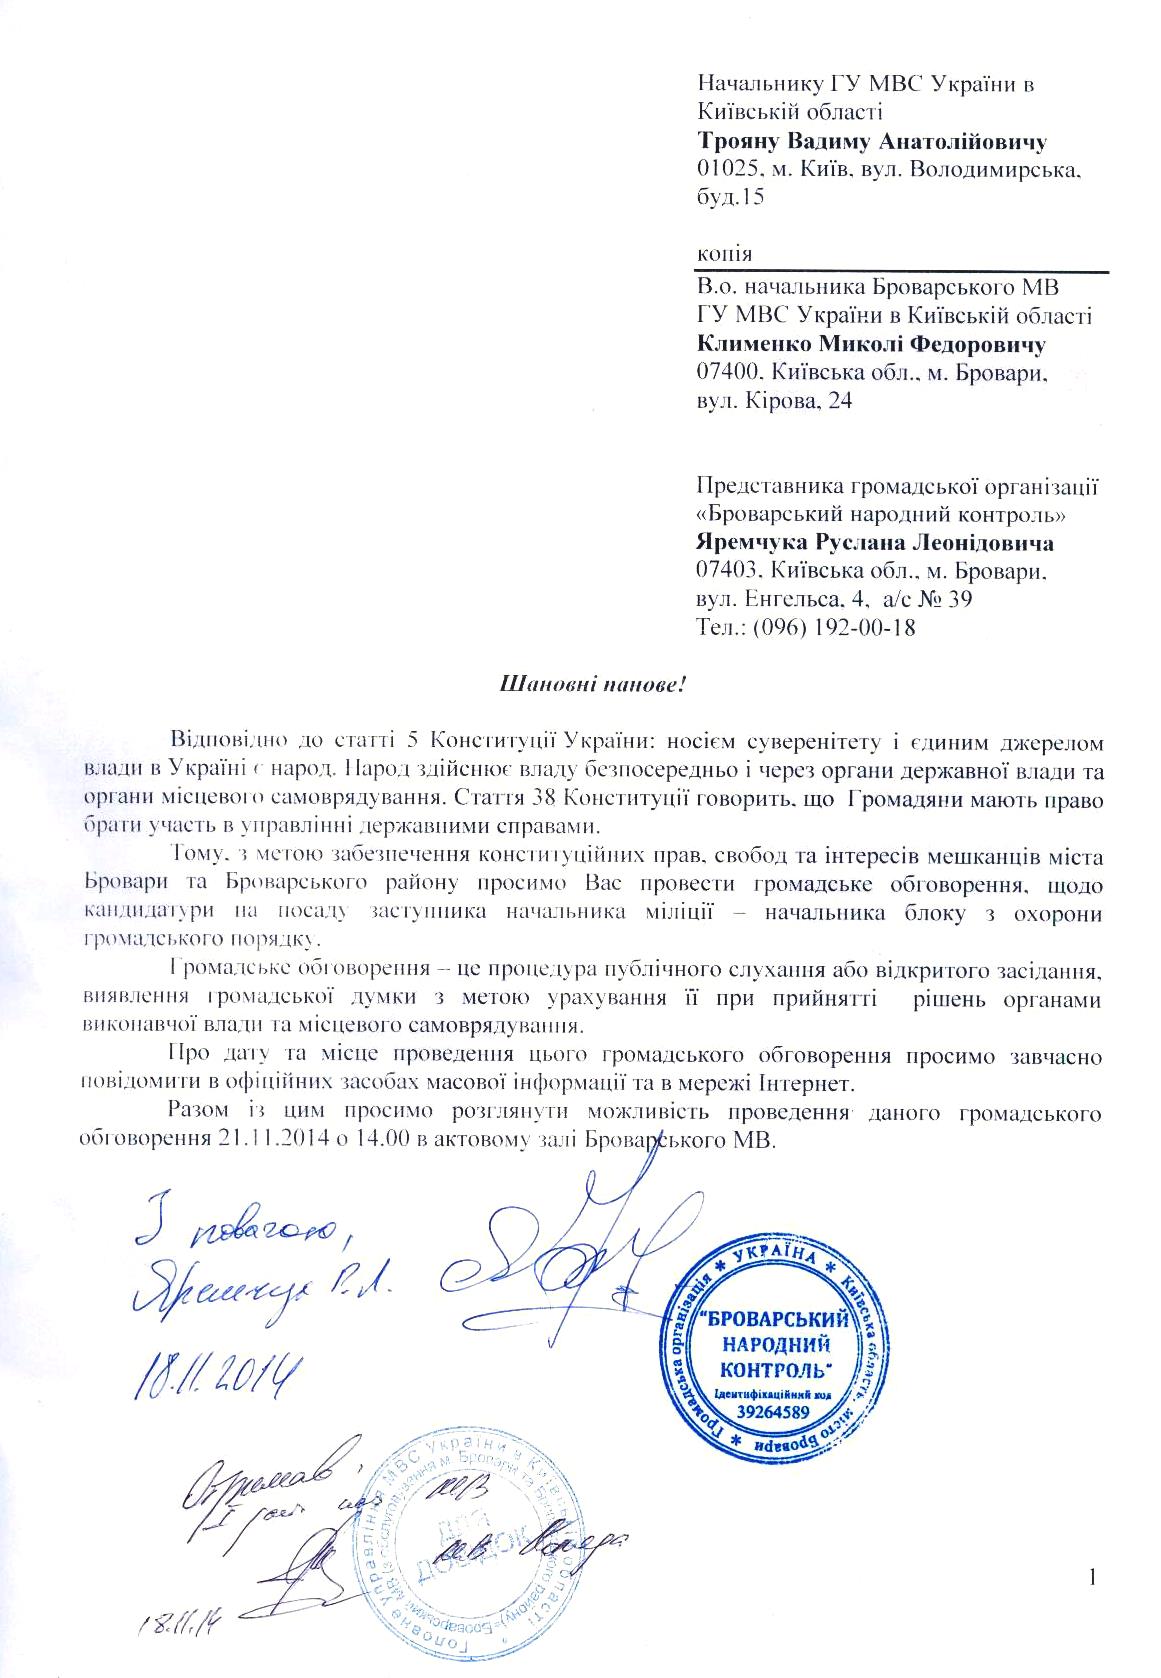 Начальнику ГУ МВС України в
Київській області
Трояну Вадиму Анатолійовичу
01025, м. Київ, вул. Володимирська,
буд.15
копія
В.о. начальника Броварського МВ
ГУ МВС України в Київській області
Клименко Миколі Федоровичу
07400, Київська обл., м. Бровари,
вул. Кірова, 24
Представника громадської організації
«Броварський народний контроль»
Яремчука Руслана Леонідовича
07403, Київська обл., м. Бровари,
вул. Енгельса, 4, а/с № 39
Тел.: (096) 192-00-18
Шановні панове!
Відповідно до статті 5 Конституції України: носієм суверенітету і єдиним джерелом
влади в Україні є народ. Народ здійснює владу безпосередньо і через органи державної влади та
органи місцевого самоврядування. Стаття 38 Конституції говорить, що Громадяни мають право
брати участь в управлінні державними справами.
Тому, з метою забезпечення конституційних прав, свобод та інтересів мешканців міста
Бровари та Броварського району просимо Вас провести громадське обговорення, щодо
кандидатури на посаду заступника начальника міліції – начальника блоку з охорони
громадського порядку.
Громадське обговорення – це процедура публічного слухання або відкритого засідання,
виявлення громадської думки з метою урахування її при прийнятті рішень органами
виконавчої влади та місцевого самоврядування.
Про дату та місце проведення цього громадського обговорення просимо завчасно
повідомити в офіційних засобах масової інформації та в мережі Інтернет.
Разом із цим просимо розглянути можливість проведення даного громадського
обговорення 21.11.2014 о 14.00 в актовому залі Броварського МВ.
З повагою,
Яремчук Р.Л.
18.11.2014
* УКРАЇНА * Київська область, місто Бровари * Громадська організація
"БРОВАРСЬКИЙ
НАРОДНИЙ
КОНТРОЛЬ"
Ідентифікаційний код
39264589
Отримав
Головне управління МВС України в Київській області
ДЛЯ
ДОВІДОК
18.11.14
1